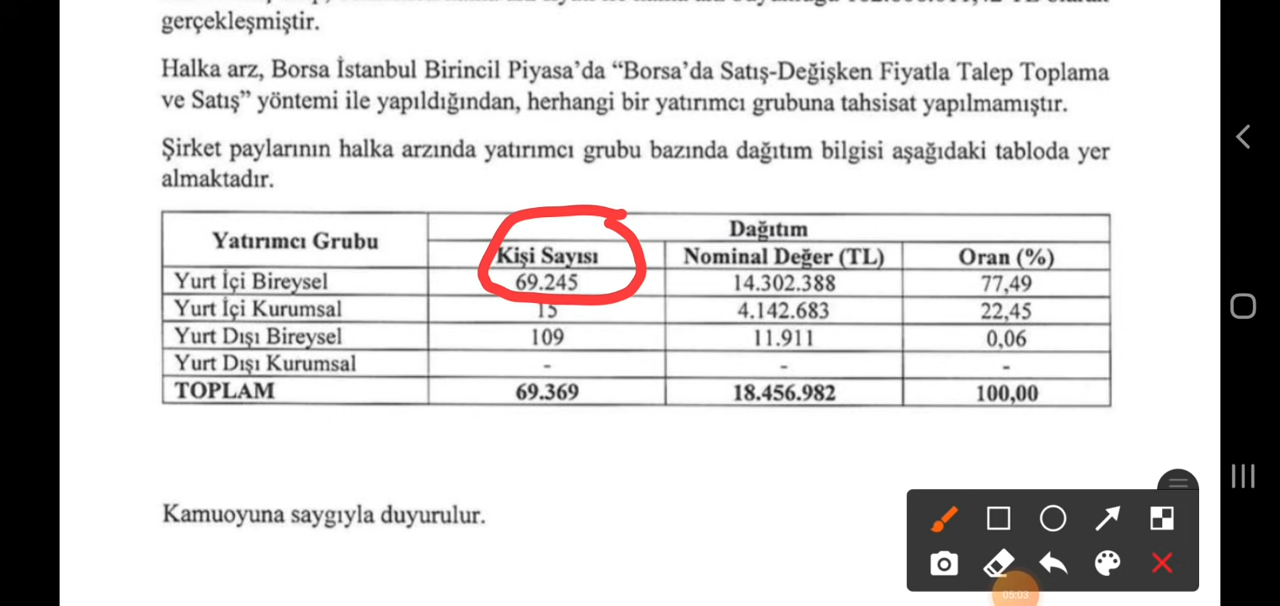 gerçekleşmiştir.
Halka arz, Borsa İstanbul Birincil Piyasa’da “Borsa’da Satış-Değişken Fiyatla Talep Toplama
ve Satış” yöntemi ile yapıldığından, herhangi bir yatırımcı grubuna tahsisat yapılmamıştır.
Şirket paylarının halka arzında yatırımcı grubu bazında dağıtım bilgisi aşağıdaki tabloda yer
almaktadır.
Yatırımcı Grubu Dağıtım
Kişi Sayısı Nominal Değer (TL) Oran (%)
Yurt İçi Bireysel 69.245 14.302.388 77,49
Yurt İçi Kurumsal 15 4.142.683 22,45
Yurt Dışı Bireysel 109 11.911 0,06
Yurt Dışı Kurumsal - - -
TOPLAM 69.369 18.456.982 100,00
Kamuoyuna saygıyla duyurulur.
05:03